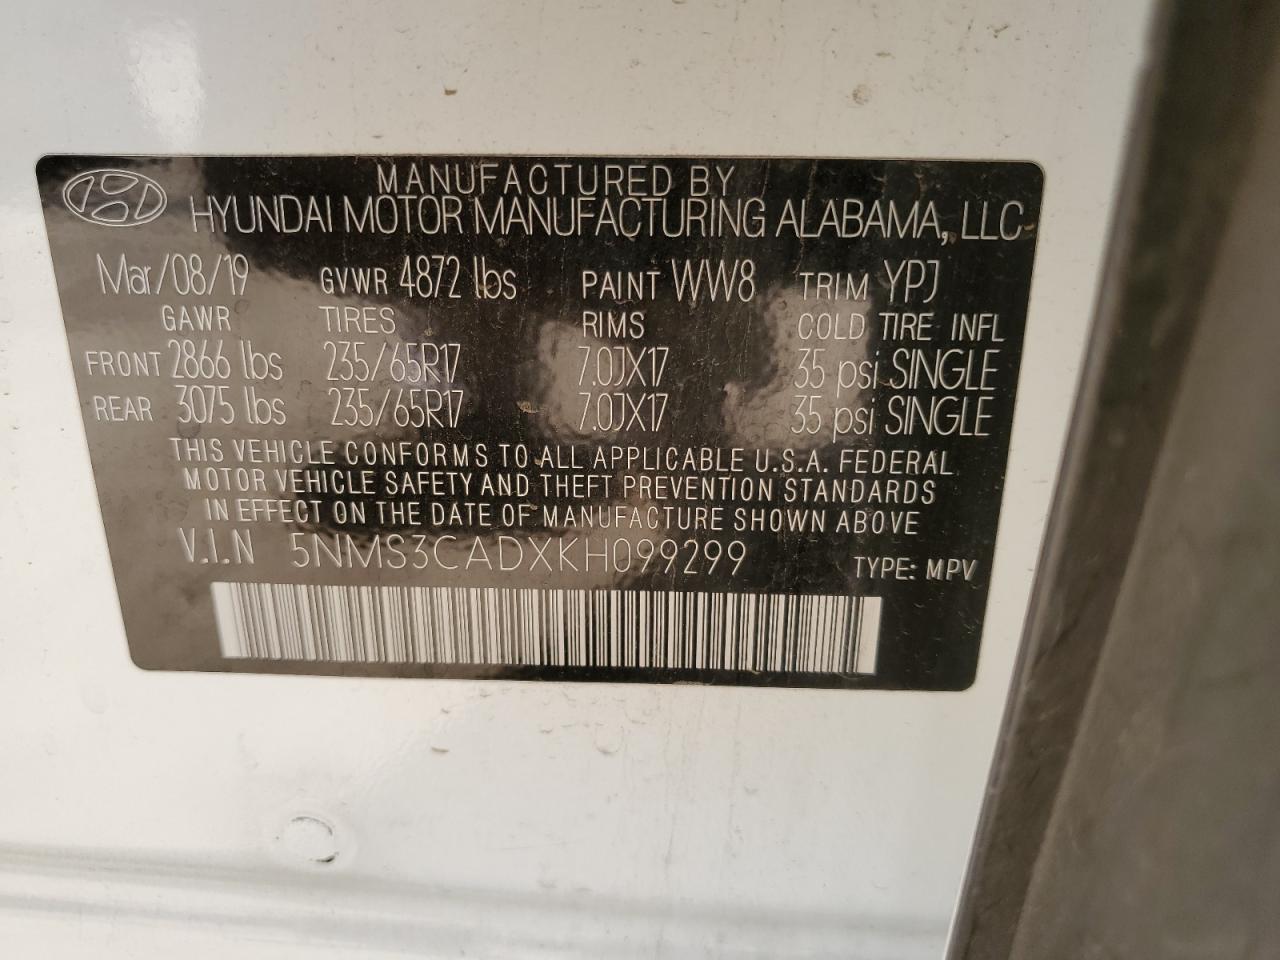 MANUFACTURED BY
HYUNDAI MOTOR MANUFACTURING ALABAMA, LLC
Mar/08/19 GVWR 4872 lbs PAINT WW8 TRIM YPJ
GAWR TIRES RIMS COLD TIRE INFL
FRONT 2866 lbs 235/65R17 7.0JX17 35 psi SINGLE
REAR 3075 lbs 235/65R17 7.0JX17 35 psi SINGLE
THIS VEHICLE CONFORMS TO ALL APPLICABLE U.S.A. FEDERAL
MOTOR VEHICLE SAFETY AND THEFT PREVENTION STANDARDS
IN EFFECT ON THE DATE OF MANUFACTURE SHOWN ABOVE
V.I.N 5NMS3CADXKH099299 TYPE: MPV